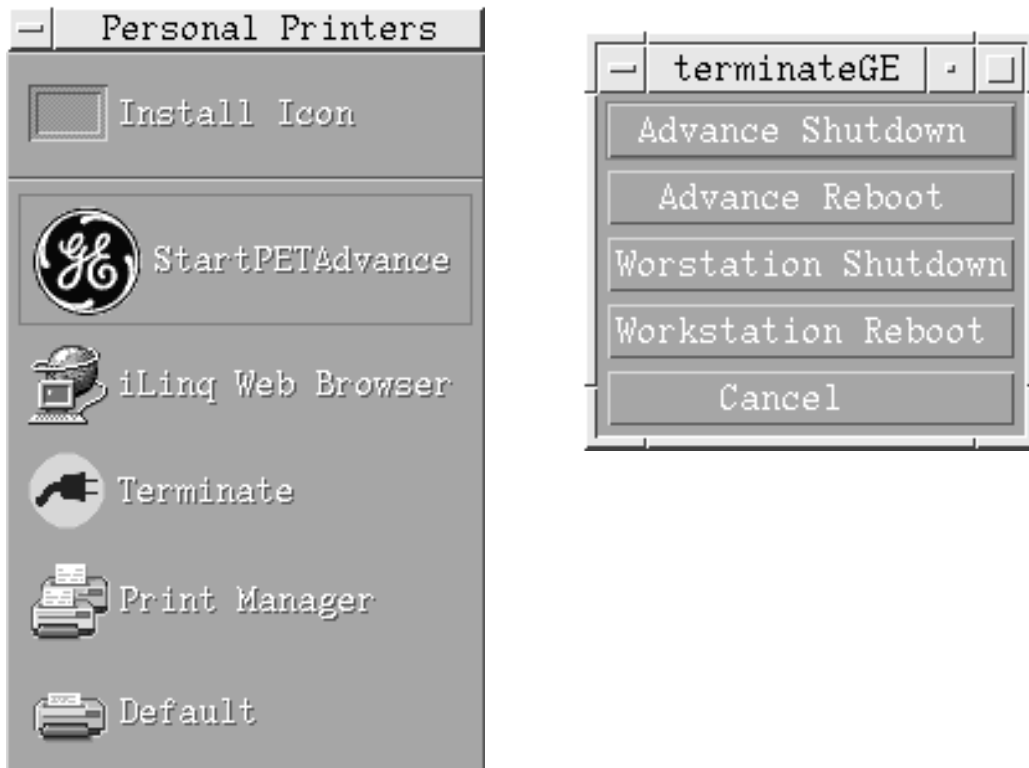 Personal Printers
Install Icon
GE
StartPETAdvance
iLinq Web Browser
Terminate
Print Manager
Default
terminateGE
Advance Shutdown
Advance Reboot
Worstation Shutdown
Workstation Reboot
Cancel